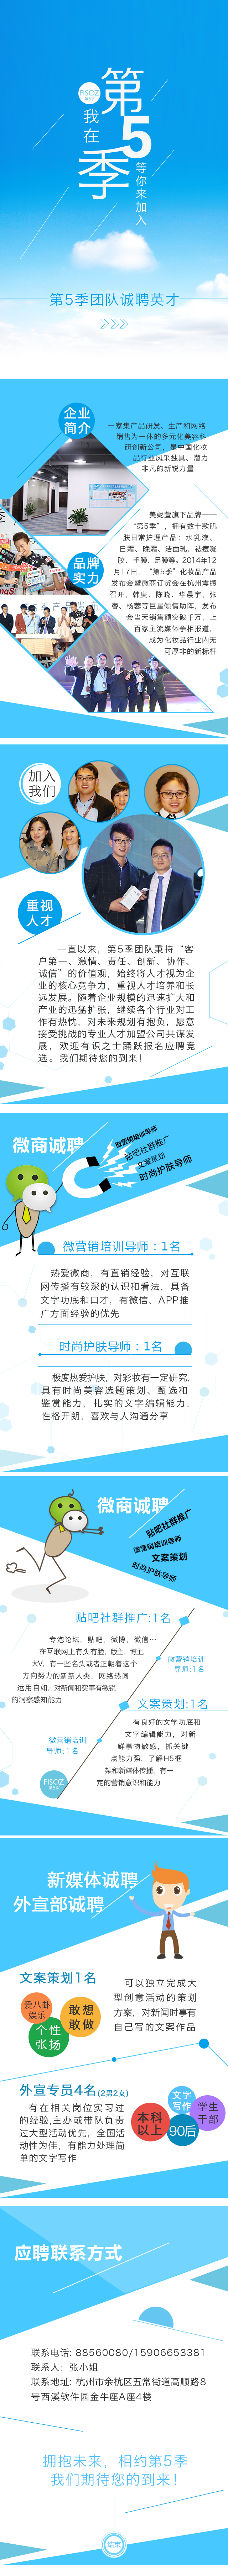 FISCIZ
第5季
我在
等你来加入
第5季团队诚聘英才
企业
简介
一家集产品研发、生产和网络
销售为一体的多元化美容科
研创新公司，是中国化妆
品行业风采独具、潜力
非凡的新锐力量
品牌
实力
美妮萱旗下品牌——
“第5季”，拥有数十款肌
肤日常护理产品：水乳液、
日霜、晚霜、洁面乳、祛痘凝
胶、手膜、足膜等。2014年12
月17日，“第5季”化妆品产品
发布会暨微商订货会在杭州震撼
召开，韩庚、陈晓、华晨宇、张
睿、杨蓉等巨星倾情助阵，发布
会当天销售额突破千万，上
百家主流媒体争相报道，
成为化妆品行业内无
可厚非的新标杆
加入
我们
重视
人才
一直以来，第5季团队秉持“客
户第一、激情、责任、创新、协作、
诚信”的价值观，始终将人才视为企
业的核心竞争力，重视人才培养和长
远发展。随着企业规模的迅速扩大和
产业的迅猛扩张，继续各个行业对工
作有热忱，对未来规划有抱负，愿意
接受挑战的专业人才加盟公司共谋发
展，欢迎有识之士踊跃报名应聘竞
选。我们期待您的到来！
微商诚聘
微营销培训导师
贴吧社群推广
文案策划
时尚护肤导师
微营销培训导师：1名
热爱微商，有直销经验，对互联
网传播有较深的认识和看法，具备
文字功底和口才，有微信、APP推
广方面经验的优先
时尚护肤导师：1名
极度热爱护肤，对彩妆有一定研究，
具有时尚美容选题策划、甄选和
鉴赏能力，扎实的文字编辑能力，
性格开朗，喜欢与人沟通分享
微商诚聘
贴吧社群推广
微营销培训导师
文案策划
时尚护肤导师
贴吧社群推广:1名
专泡论坛，贴吧，微博、微信…
在互联网上有头有脸，版主，博主，
大V，有一些名头或者正朝着这个
方向努力的新新人类，网络热词
运用自如，对新闻和实事有敏锐
的洞察感知能力
微营销培训
导师:1名
文案策划:1名
有良好的文学功底和
文字编辑能力，对新
鲜事物敏感，抓关键
点能力强，了解H5框
架和新媒体传播，有一
定的营销意识和能力
微营销培训
导师:1名
FISCIZ
新媒体诚聘
外宣部诚聘
文案策划1名
爱八卦
娱乐
敢想
敢做
个性
张扬
可以独立完成大
型创意活动的策划
方案，对新闻时事有
自己写的文案作品
外宣专员4名(2男2女)
有在相关岗位实习过
的经验,主办或带队负责
过大型活动优先，全国活
动性为佳，有能力处理简
单的文字写作
文字
写作
学生
干部
本科
以上
90后
应聘联系方式
联系电话: 88560080/15906653381
联系人：张小姐
联系地址: 杭州市余杭区五常街道高顺路8
号西溪软件园金牛座A座4楼
拥抱未来，相约第5季
我们期待您的到来！
结束